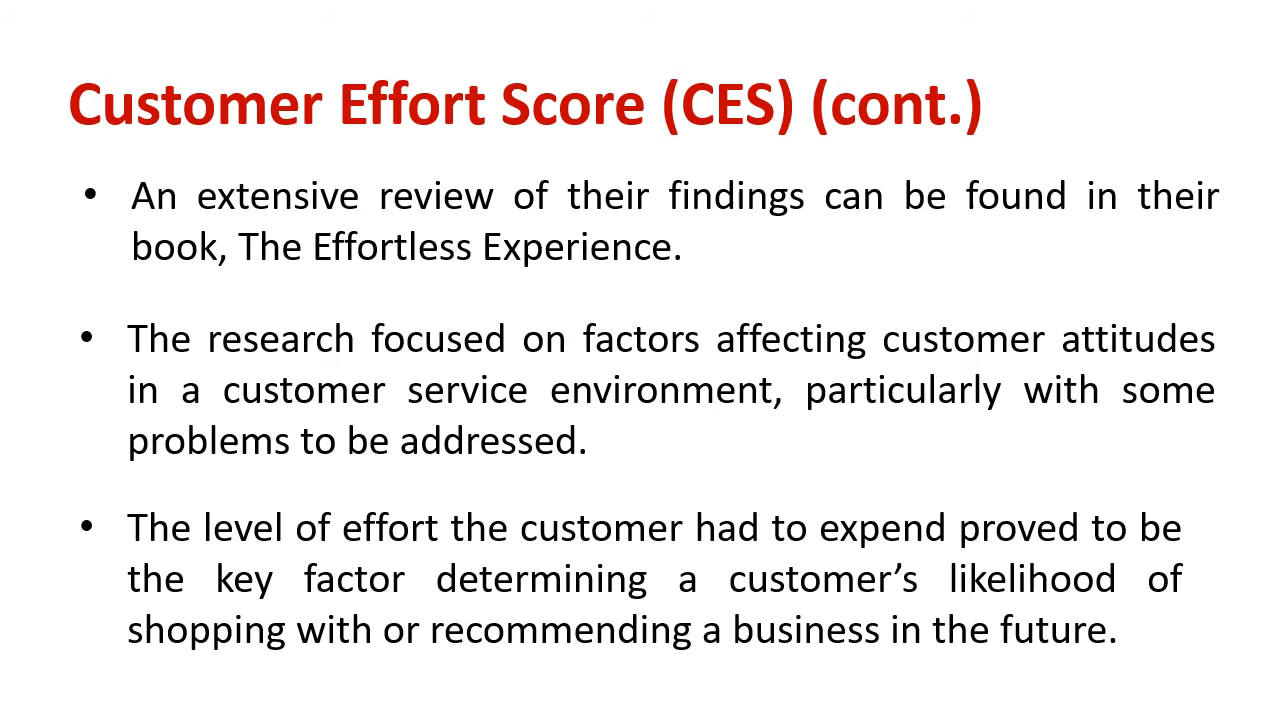 Customer Effort Score (CES) (cont.)
• An extensive review of their findings can be found in their
book, The Effortless Experience.
• The research focused on factors affecting customer attitudes
in a customer service environment, particularly with some
problems to be addressed.
• The level of effort the customer had to expend proved to be
the key factor determining a customer’s likelihood of
shopping with or recommending a business in the future.